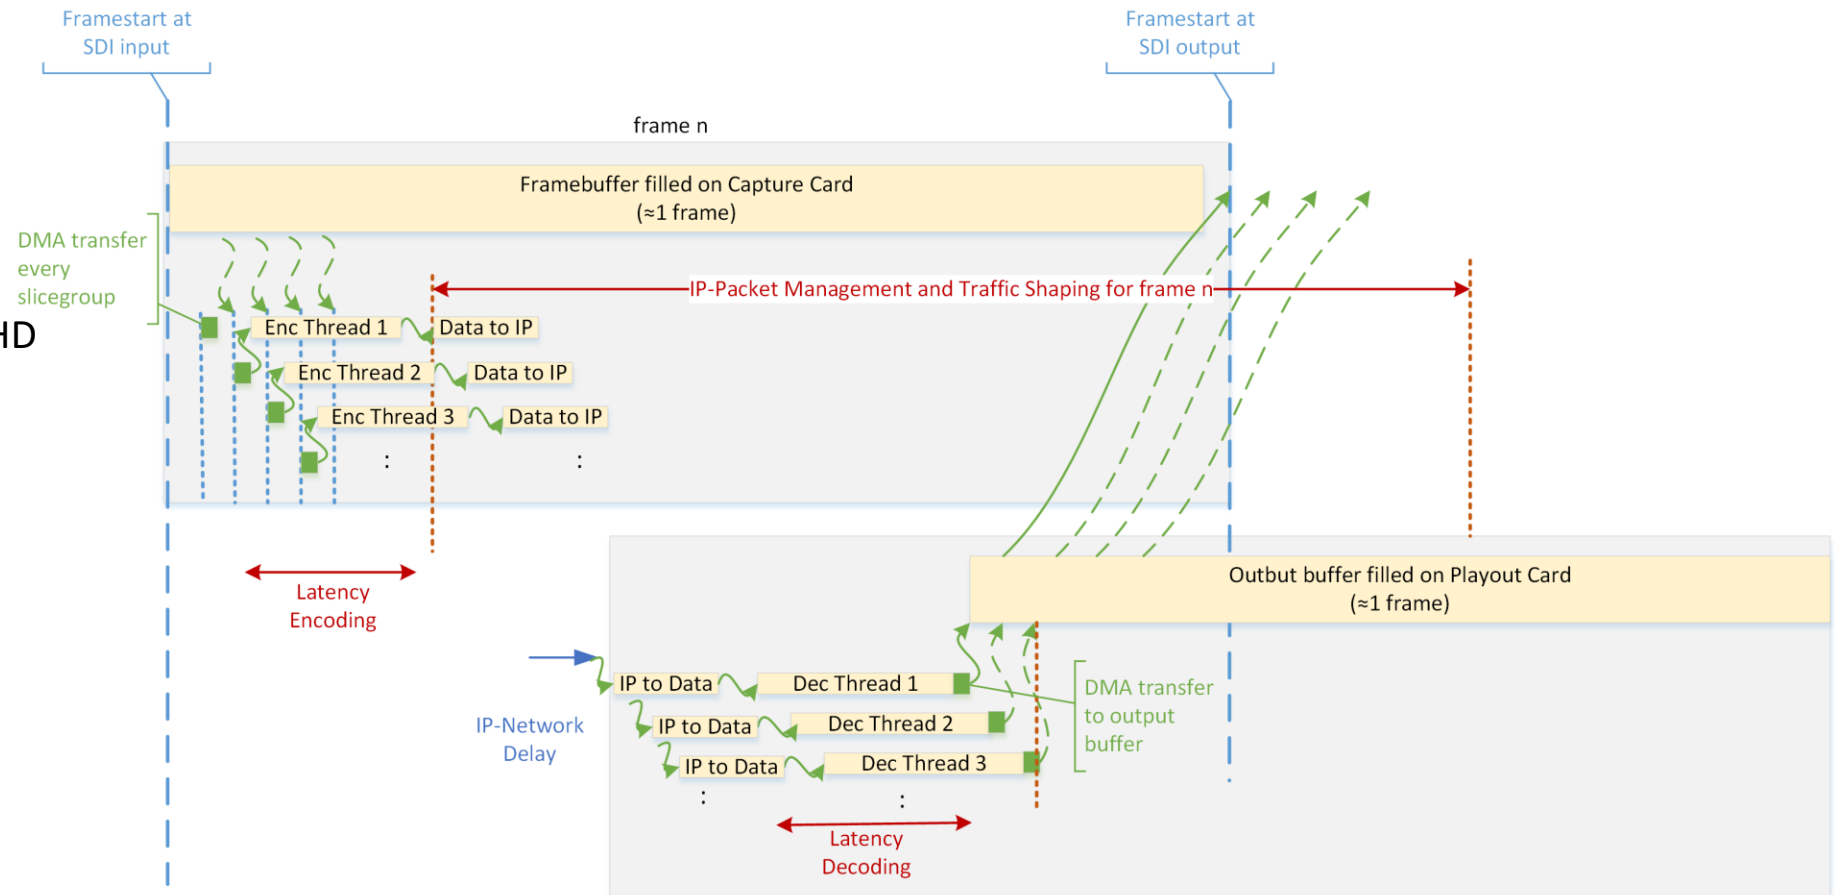 Framestart at
SDI input
Framestart at
SDI output
frame n
Framebuffer filled on Capture Card
(≈1 frame)
DMA transfer
every
slicegroup
HD
IP-Packet Management and Traffic Shaping for frame n
Enc Thread 1
Data to IP
Enc Thread 2
Data to IP
Enc Thread 3
Data to IP
:
:
Latency
Encoding
Outbut buffer filled on Playout Card
(≈1 frame)
IP-Network
Delay
IP to Data
Dec Thread 1
IP to Data
Dec Thread 2
IP to Data
Dec Thread 3
:
:
DMA transfer
to output
buffer
Latency
Decoding